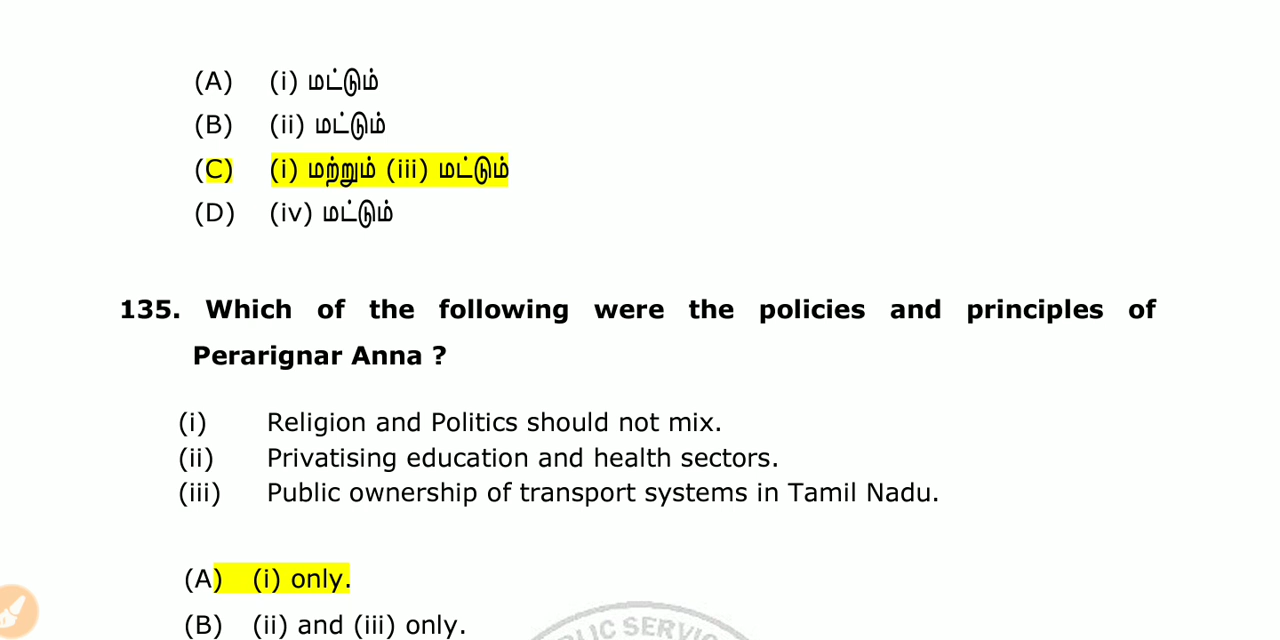 (A) (i) மட்டும்
(B) (ii) மட்டும்
(C) (i) மற்றும் (iii) மட்டும்
(D) (iv) மட்டும்
135. Which of the following were the policies and principles of
Perarignar Anna ?
(i) Religion and Politics should not mix.
(ii) Privatising education and health sectors.
(iii) Public ownership of transport systems in Tamil Nadu.
(A) (i) only.
(B) (ii) and (iii) only.